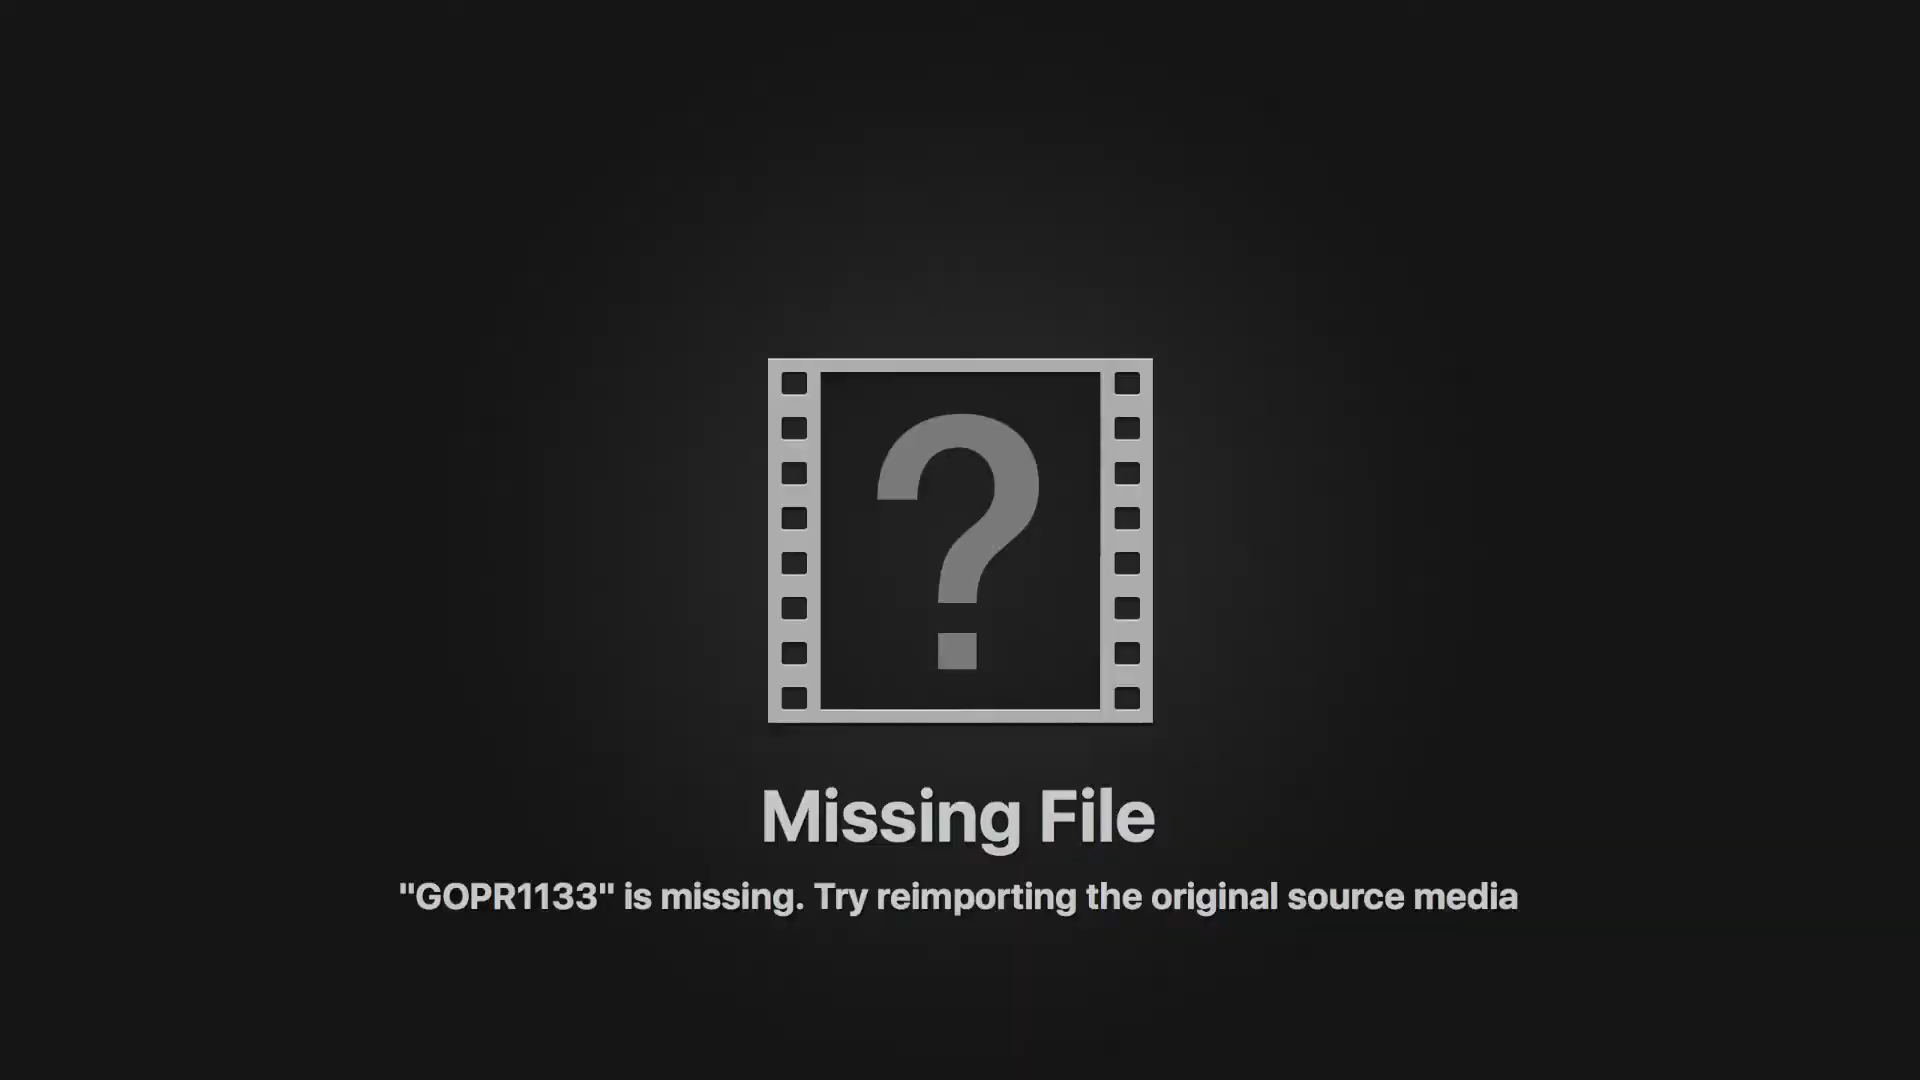 ?
Missing File
"GOPR1133" is missing. Try reimporting the original source media